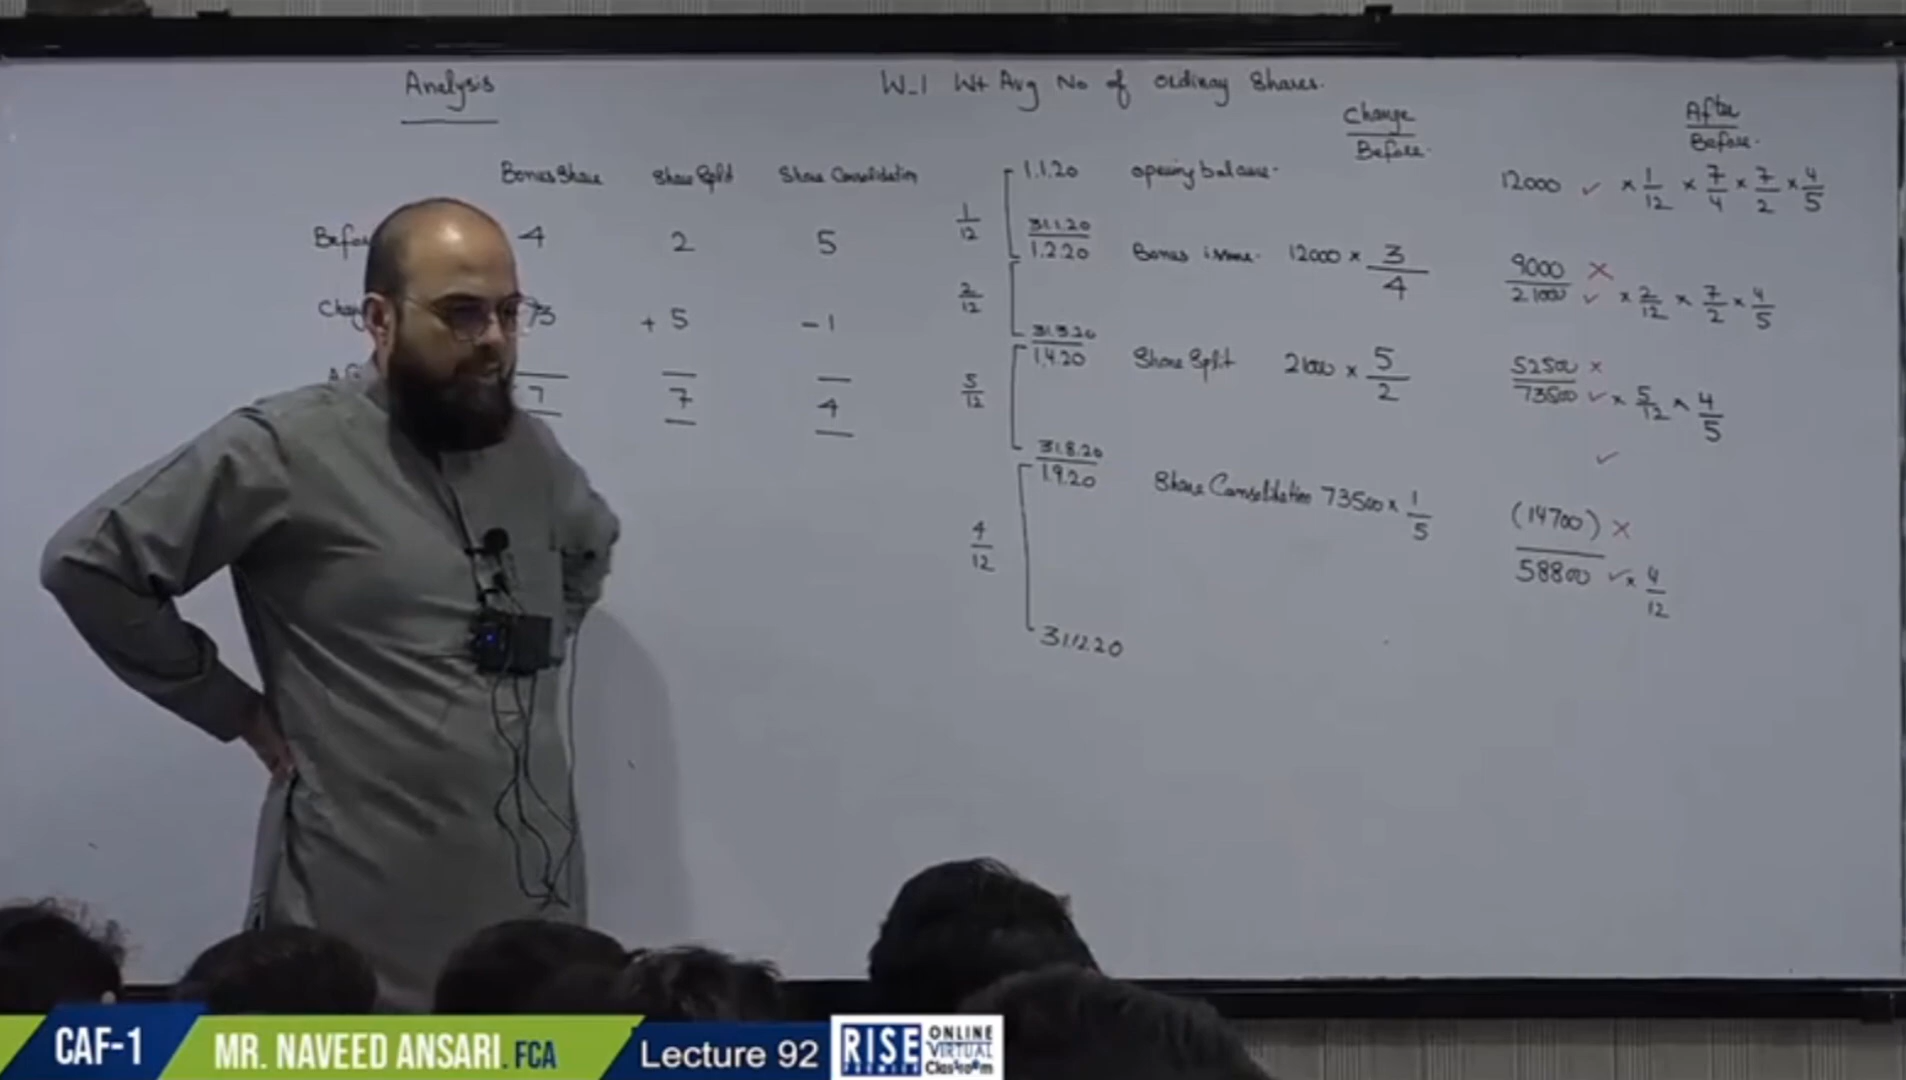 Analysis
Bonus Share Share Split Share Consolidation
4 2 5
3 + 5 - 1
7 7 4
W_1 Wt Avg No of ordinary Shares.
Change
Before.
After
Before.
1/12 1.1.20 opening balance. 12000 ✓ × 1/12 × 7/4 × 7/2 × 4/5
31.1.20
2/12 1.2.20 Bonus issue. 12000 × 3/4 9000 ×
21000 ✓ × 2/12 × 7/2 × 4/5
31.3.20
5/12 1.4.20 Share Split 21000 × 5/2 52500 ×
73500 ✓ × 5/12 × 4/5
✓
31.8.20
4/12 1.9.20 Share Consolidation 73500 × 1/5 (14700) ×
58800 ✓ × 4/12
31.12.20
CAF-1 MR. NAVEED ANSARI. FCA Lecture 92
RISE
PREMIER
ONLINE
VIRTUAL
Classroom